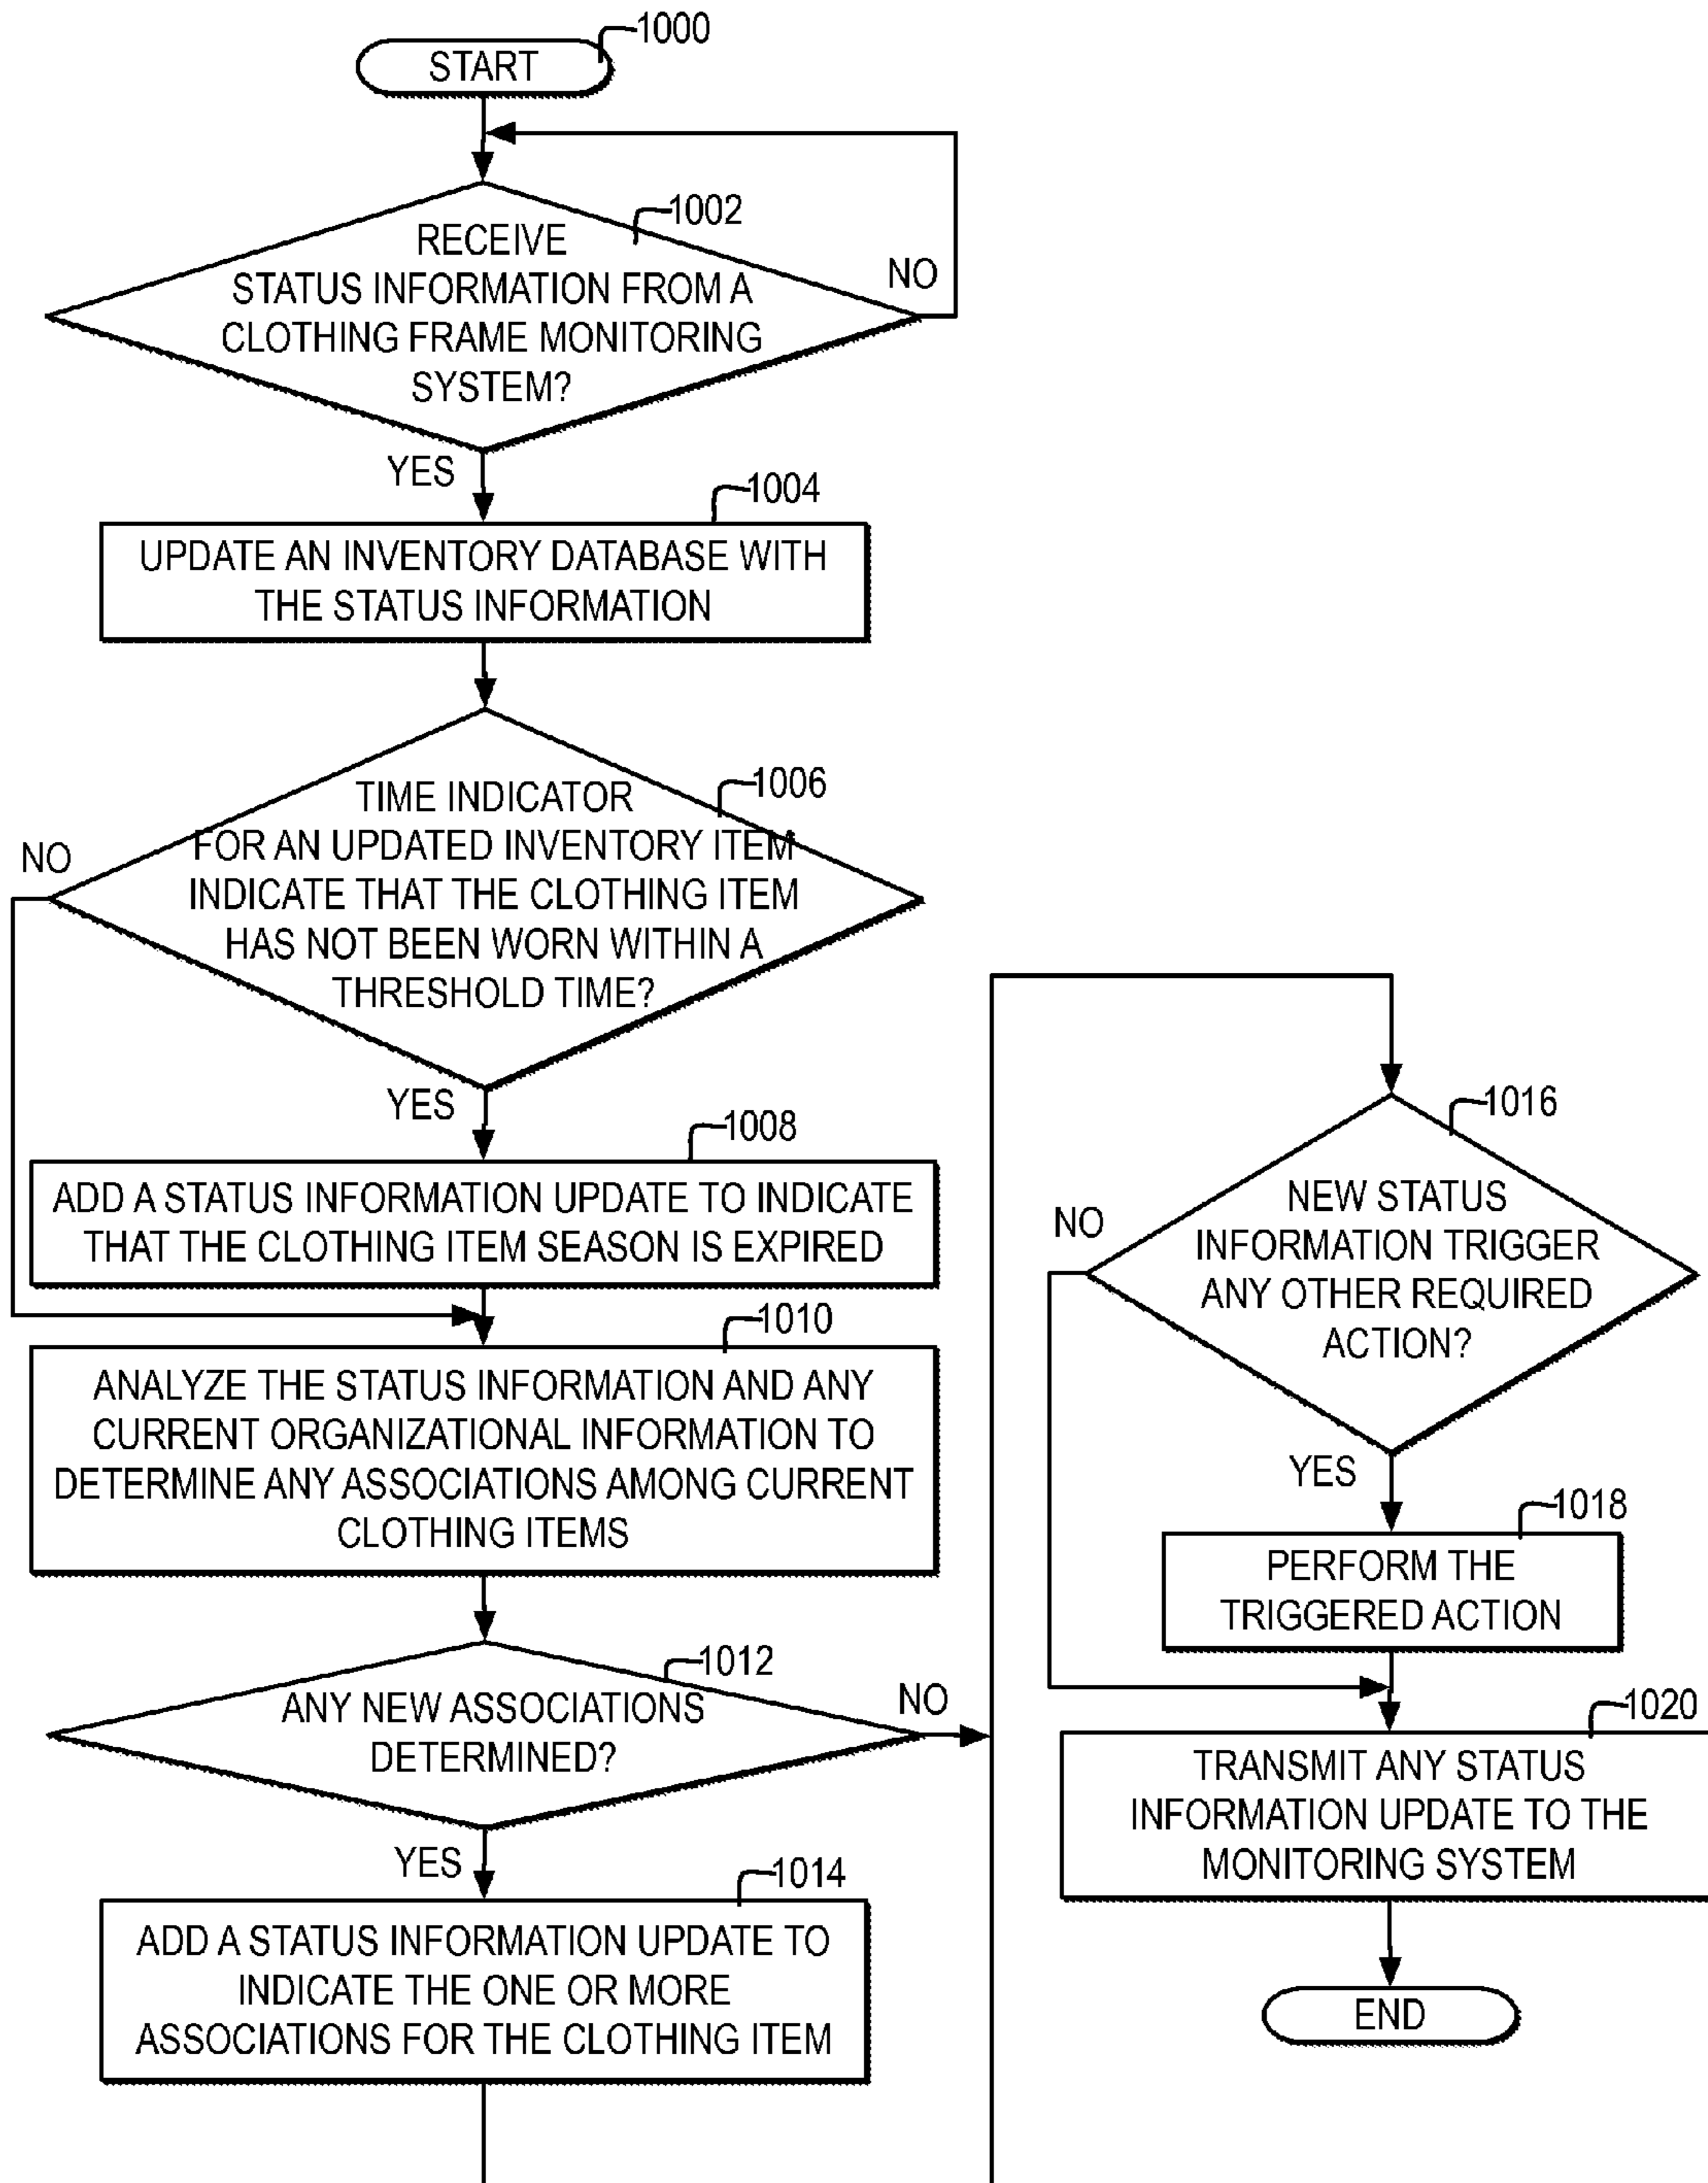 1000
START
1002
RECEIVE
STATUS INFORMATION FROM A
CLOTHING FRAME MONITORING
SYSTEM?
NO
YES
1004
UPDATE AN INVENTORY DATABASE WITH
THE STATUS INFORMATION
1006
TIME INDICATOR
FOR AN UPDATED INVENTORY ITEM
INDICATE THAT THE CLOTHING ITEM
HAS NOT BEEN WORN WITHIN A
THRESHOLD TIME?
NO
YES
1008
ADD A STATUS INFORMATION UPDATE TO INDICATE
THAT THE CLOTHING ITEM SEASON IS EXPIRED
1010
ANALYZE THE STATUS INFORMATION AND ANY
CURRENT ORGANIZATIONAL INFORMATION TO
DETERMINE ANY ASSOCIATIONS AMONG CURRENT
CLOTHING ITEMS
1012
ANY NEW ASSOCIATIONS
DETERMINED?
NO
YES
1014
ADD A STATUS INFORMATION UPDATE TO
INDICATE THE ONE OR MORE
ASSOCIATIONS FOR THE CLOTHING ITEM
1016
NEW STATUS
INFORMATION TRIGGER
ANY OTHER REQUIRED
ACTION?
NO
YES
1018
PERFORM THE
TRIGGERED ACTION
1020
TRANSMIT ANY STATUS
INFORMATION UPDATE TO THE
MONITORING SYSTEM
END